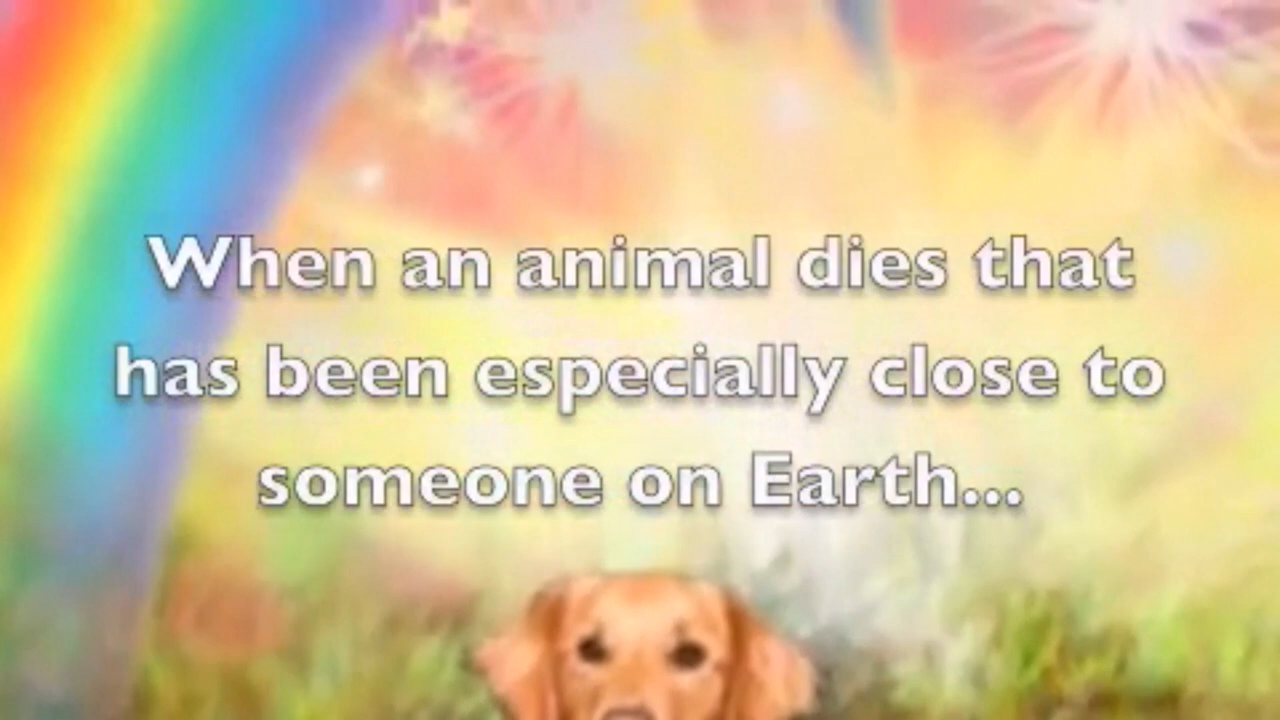 When an animal dies that
has been especially close to
someone on Earth...